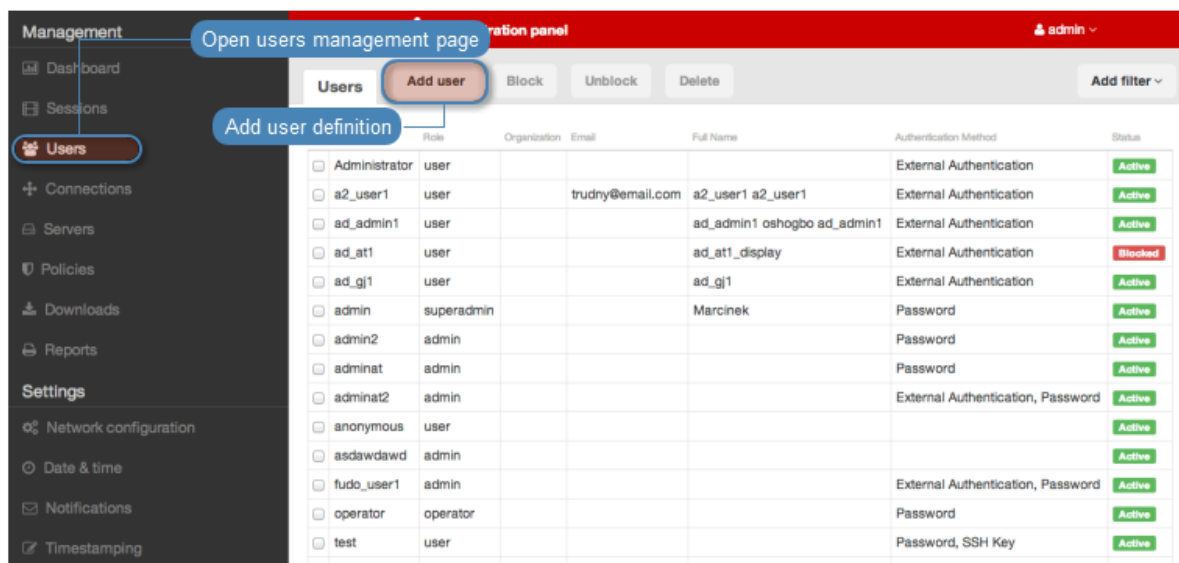 Management
Dashboard
Sessions
Users
Connections
Servers
Policies
Downloads
Reports
Settings
Network configuration
Date & time
Notifications
Timestamping
Open users management page
panel
admin
Users
Add user
Block
Unblock
Delete
Add filter
Add user definition
Role Organization Email Full Name Authentication Method Status
Administrator user External Authentication Active
a2_user1 user trudny@email.com a2_user1 a2_user1 External Authentication Active
ad_admin1 user ad_admin1 oshogbo ad_admin1 External Authentication Active
ad_at1 user ad_at1_display External Authentication Blocked
ad_gj1 user ad_gj1 External Authentication Active
admin superadmin Marcinek Password Active
admin2 admin Password Active
adminat admin Password Active
adminat2 admin External Authentication, Password Active
anonymous user Active
asdawdawd admin Active
fudo_user1 admin External Authentication, Password Active
operator operator Password Active
test user Password, SSH Key Active